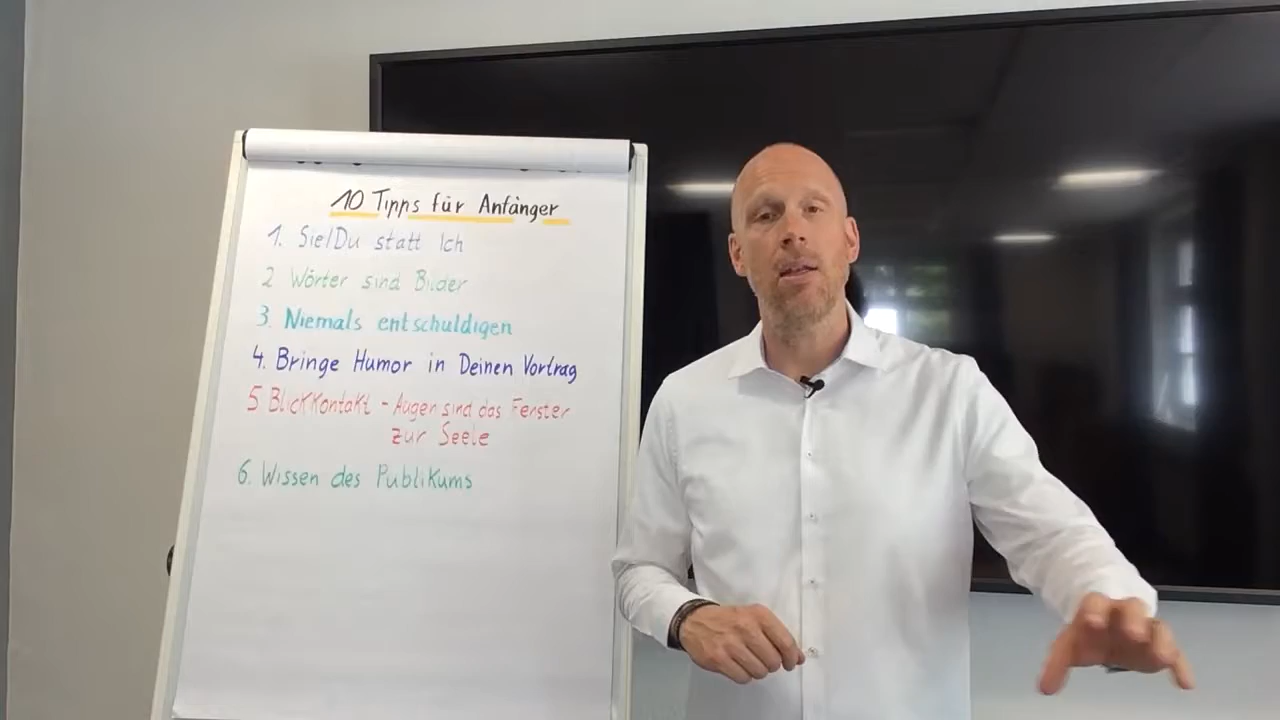 10 Tipps für Anfänger
1. Sie/Du statt Ich
2 Wörter sind Bilder
3. Niemals entschuldigen
4. Bringe Humor in Deinen Vortrag
5 Blickkontakt - Augen sind das Fenster
zur Seele
6. Wissen des Publikums